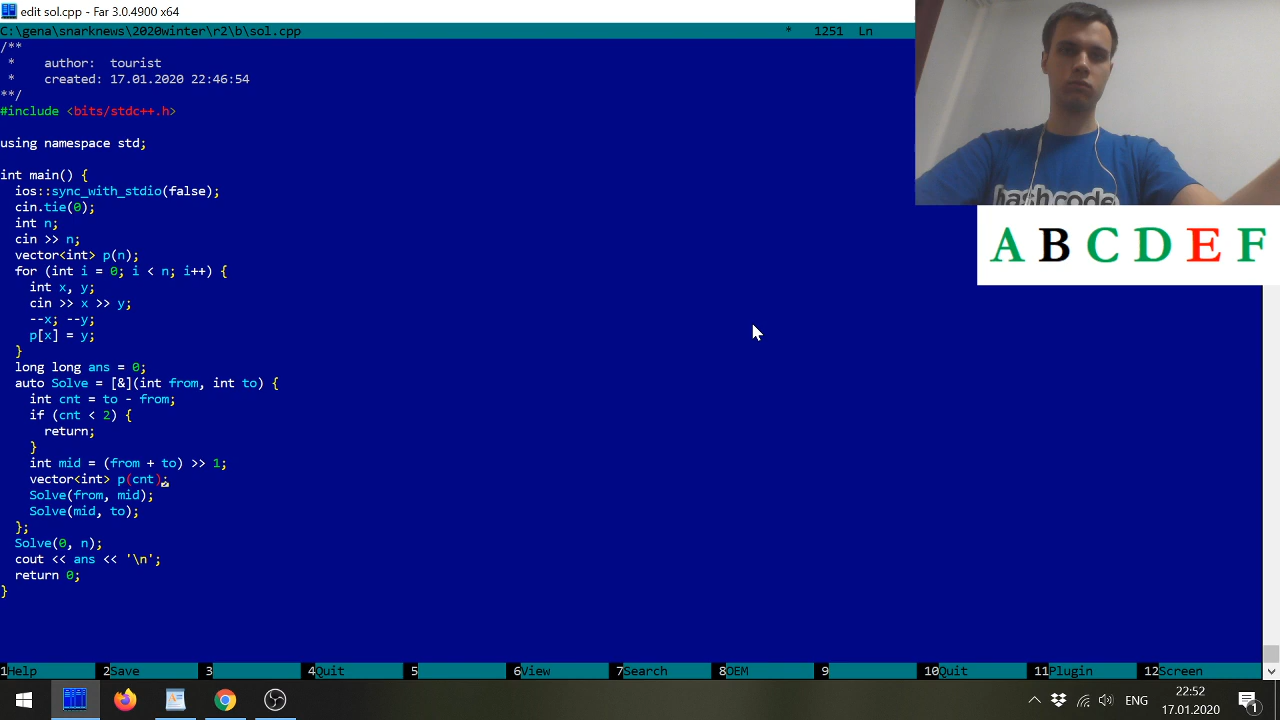 edit sol.cpp - Far 3.0.4900 x64
C:\gena\snarknews\2020winter\r2\b\sol.cpp * 1251 Ln
/**
 *    author:  tourist
 *    created: 17.01.2020 22:46:54
**/
#include <bits/stdc++.h>
using namespace std;
int main() {
  ios::sync_with_stdio(false);
  cin.tie(0);
  int n;
  cin >> n;
  vector<int> p(n);
  for (int i = 0; i < n; i++) {
    int x, y;
    cin >> x >> y;
    --x; --y;
    p[x] = y;
  }
  long long ans = 0;
  auto Solve = [&](int from, int to) {
    int cnt = to - from;
    if (cnt < 2) {
      return;
    }
    int mid = (from + to) >> 1;
    vector<int> p(cnt);
    Solve(from, mid);
    Solve(mid, to);
  };
  Solve(0, n);
  cout << ans << '\n';
  return 0;
}
hash code
A B C D E F
1Help 2Save 3 4Quit 5 6View 7Search 8OEM 9 10Quit 11Plugin 12Screen
ENG
22:52
17.01.2020
1